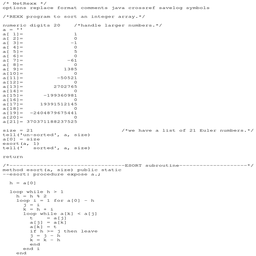 /* NetRexx */
options replace format comments java crossref savelog symbols
/*REXX program to sort an integer array.*/
numeric digits 20 /*handle larger numbers.*/
a = ''
a[ 1]= 1
a[ 2]= 0
a[ 3]= -1
a[ 4]= 0
a[ 5]= 5
a[ 6]= 0
a[ 7]= -61
a[ 8]= 0
a[ 9]= 1385
a[10]= 0
a[11]= -50521
a[12]= 0
a[13]= 2702765
a[14]= 0
a[15]= -199360981
a[16]= 0
a[17]= 19391512145
a[18]= 0
a[19]= -2404879675441
a[20]= 0
a[21]= 370371188237525
size = 21 /*we have a list of 21 Euler numbers.*/
tell('un-sorted', a, size)
a[0] = size
esort(a, 1)
tell(' sorted', a, size)
return
/*----------------------------------ESORT subroutine--------------------------*/
method esort(a, size) public static
--esort: procedure expose a.;
h = a[0]
loop while h > 1
h = h % 2
loop i = 1 for a[0] - h
j = i
k = h + i
loop while a[k] < a[j]
t = a[j]
a[j] = a[k]
a[k] = t
if h >= j then leave
j = j - h
k = k - h
end
end i
end